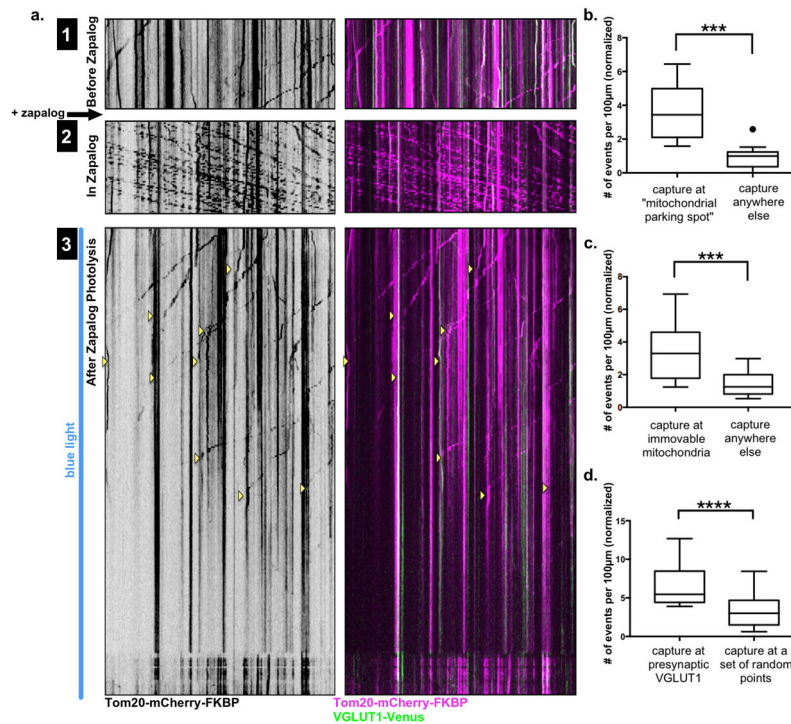 a.
1
Before Zapalog
+ zapalog
2
In Zapalog
3
After Zapalog Photolysis
blue light
Tom20-mCherry-FKBP
Tom20-mCherry-FKBP
VGLUT1-Venus
b.
***
# of events per 100µm (normalized)
8
6
4
2
0
capture at
"mitochondrial
parking spot"
capture
anywhere
else
c.
***
# of events per 100µm (normalized)
8
6
4
2
0
capture at
immovable
mitochondria
capture
anywhere
else
d.
****
# of events per 100µm (normalized)
15
10
5
0
capture at
presynaptic
VGLUT1
capture at a
set of random
points